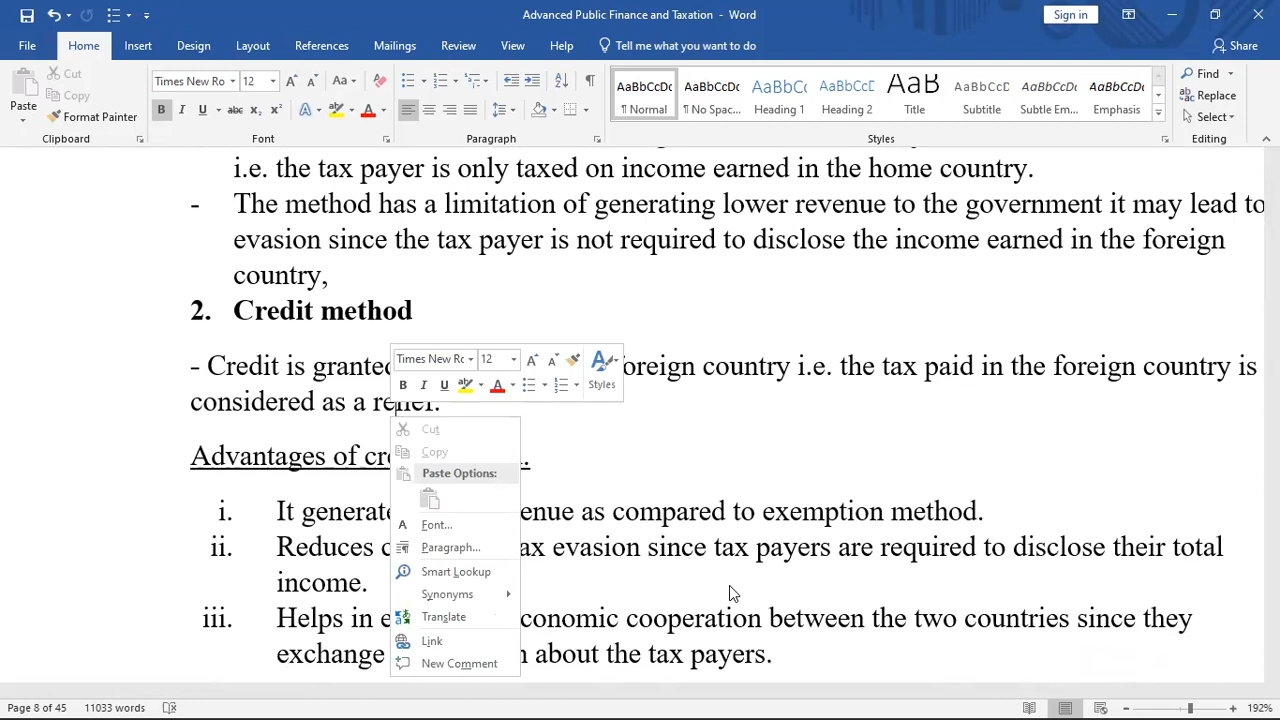 Advanced Public Finance and Taxation - Word
Sign in
File Home Insert Design Layout References Mailings Review View Help Tell me what you want to do Share
Paste
Cut
Copy
Format Painter
Clipboard
Times New Ro 12 Aa
B I U abc x₂ x² A A
Font
Paragraph
AaBbCcDc AaBbCcDc AaBbCc AaBbCcC AaB AaBbCcD AaBbCcDc AaBbCcDc
¶ Normal ¶ No Spac... Heading 1 Heading 2 Title Subtitle Subtle Em... Emphasis
Styles
Find
Replace
Select
Editing
i.e. the tax payer is only taxed on income earned in the home country.
- The method has a limitation of generating lower revenue to the government it may lead to
evasion since the tax payer is not required to disclose the income earned in the foreign
country,
2. Credit method
- Credit is granted foreign country i.e. the tax paid in the foreign country is
considered as a relief.
Advantages of
i. It generate as compared to exemption method.
ii. Reduces evasion since tax payers are required to disclose their total
income.
iii. Helps in cooperation between the two countries since they
exchange about the tax payers.
Times New Ro 12
B I U A Styles
Cut
Copy
Paste Options:
Font...
Paragraph...
Smart Lookup
Synonyms
Translate
Link
New Comment
Page 8 of 45 11033 words 192%